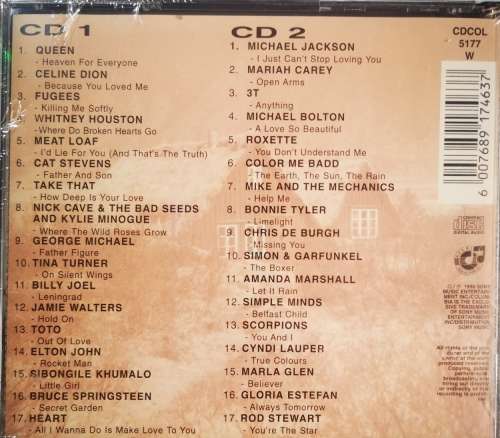 CD 1
1. QUEEN
- Heaven For Everyone
2. CELINE DION
- Because You Loved Me
3. FUGEES
- Killing Me Softly
WHITNEY HOUSTON
-Where Do Broken Hearts Go
5. MEAT LOAF
- I'd Lie For You (And That's The Truth)
6. CAT STEVENS
- Father And Son
7. TAKE THAT
- How Deep Is Your Love
8. NICK CAVE & THE BAD SEEDS
AND KYLIE MINOGUE
- Where The Wild Roses Grow
9. GEORGE MICHAEL
- Father Figure
10. TINA TURNER
- On Silent Wings
11. BILLY JOEL
- Leningrad
12. JAMIE WALTERS
- Hold On
13. TOTO
- Out Of Love
14. ELTON JOHN
- Rocket Man
15. SIBONGILE KHUMALO
- Little Girl
16. BRUCE SPRINGSTEEN
- Secret Garden
17. HEART
- All I Wanna Do Is Make Love To You
CD 2
1. MICHAEL JACKSON
- I Just Can't Stop Loving You
2. MARIAH CAREY
- Open Arms
3. 3T
- Anything
4. MICHAEL BOLTON
- A Love So Beautiful
5. ROXETTE
- You Don't Understand Me
6. COLOR ME BADD
- The Earth, The Sun, The Rain
7. MIKE AND THE MECHANICS
- Help Me
8. BONNIE TYLER
- Limelight
9. CHRIS DE BURGH
- Missing You
10. SIMON & GARFUNKEL
- The Boxer
11. AMANDA MARSHALL
- Let It Rain
12. SIMPLE MINDS
- Belfast Child
13. SCORPIONS
- You And I
14. CYNDI LAUPER
- True Colours
15. MARLA GLEN
- Believer
16. GLORIA ESTEFAN
- Always Tomorrow
17. ROD STEWART
- You're The Star
CDCOL
5177
W
6 007689 174637
COMPACT
disc
DIGITAL AUDIO